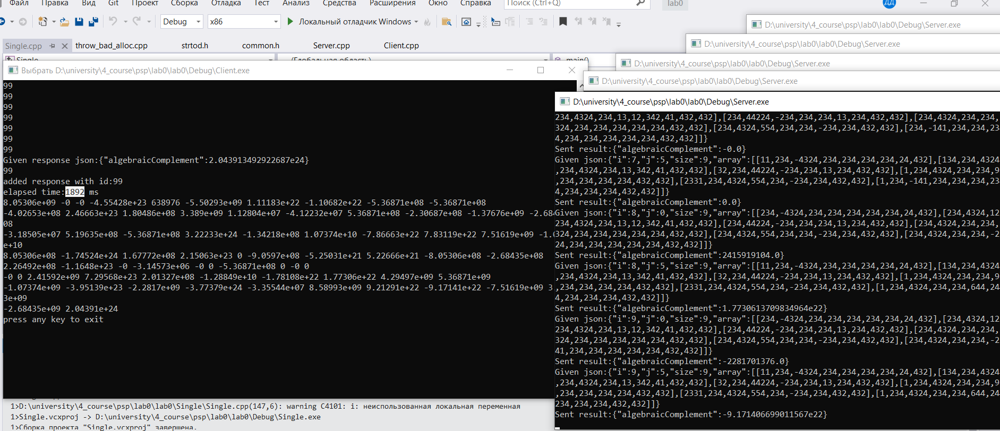 Файл Правка Вид Git Проект Сборка Отладка Тест Анализ Средства Расширения Окно Справка Поиск (Ctrl+Q) lab0 ДД
Debug x86 Локальный отладчик Windows
Single.cpp throw_bad_alloc.cpp strtod.h common.h Server.cpp Client.cpp
Single (Глобальная область) main()
D:\university\4_course\psp\lab0\lab0\Debug\Server.exe
D:\university\4_course\psp\lab0\lab0\Debug\Server.exe
D:\university\4_course\psp\lab0\lab0\Debug\Server.exe
D:\university\4_course\psp\lab0\lab0\Debug\Server.exe
Выбрать D:\university\4_course\psp\lab0\lab0\Debug\Client.exe
99
99
99
99
99
99
99
Given response json:{"algebraicComplement":2.043913492922687e24}
99
added response with id:99
elapsed time:1892 ms
8.05306e+09 -0 -0 -4.55428e+23 638976 -5.50293e+09 1.11183e+22 -1.10682e+22 -5.36871e+08 -5.36871e+08
-4.02653e+08 2.46663e+23 1.80486e+08 3.389e+09 1.12804e+07 -4.12232e+07 5.36871e+08 -2.30687e+08 -1.37676e+09 -2.684
08
-3.18505e+07 5.19635e+08 -5.36871e+08 3.22233e+24 -1.34218e+08 1.07374e+10 -7.86663e+22 7.83119e+22 7.51619e+09 -1.0
e+10
8.05306e+08 -1.74524e+24 1.67772e+08 2.15063e+23 0 -9.0597e+08 -5.25031e+21 5.22666e+21 -8.05306e+08 -2.68435e+08
2.26492e+08 -1.1648e+23 -0 -3.14573e+06 -0 0 -5.36871e+08 0 -0 0
-0 0 2.41592e+09 7.29568e+23 2.01327e+08 -1.28849e+10 -1.78108e+22 1.77306e+22 4.29497e+09 5.36871e+09
-1.07374e+09 -3.95139e+23 -2.2817e+09 -3.77379e+24 -3.35544e+07 8.58993e+09 9.21291e+22 -9.17141e+22 -7.51619e+09 3
3e+09
-2.68435e+09 2.04391e+24
press any key to exit
D:\university\4_course\psp\lab0\lab0\Debug\Server.exe
234,4324,234,13,12,342,41,432,432],[234,44224,-234,234,234,13,234,432,432],[234,4324,234,234,
324,234,234,234,234,234,432,432],[234,4324,554,234,234,-234,234,432,432],[234,-141,234,234,23
4,234,234,234,234,234,432,432]]}
Sent result:{"algebraicComplement":-0.0}
Given json:{"i":7,"j":5,"size":9,"array":[[11,234,-4324,234,234,234,234,24,432],[134,234,4324
,234,4324,234,13,342,41,432,432],[32,234,44224,-234,234,13,234,432,432],[1,234,4324,234,234,9
,234,234,234,234,234,432,432],[2331,234,4324,554,234,-234,234,432,432],[1,234,-141,234,234,23
4,234,234,234,432,432]]}
Sent result:{"algebraicComplement":0.0}
Given json:{"i":8,"j":0,"size":9,"array":[[234,-4324,234,234,234,234,234,24,432],[234,4324,12
234,4324,234,13,12,342,41,432,432],[234,44224,-234,234,234,13,234,432,432],[234,4324,234,234,
324,234,234,234,234,234,432,432],[234,4324,554,234,234,-234,234,432,432],[234,4324,234,234,-2
24,234,234,234,234,234,432,432]]}
Sent result:{"algebraicComplement":2415919104.0}
Given json:{"i":8,"j":5,"size":9,"array":[[11,234,-4324,234,234,234,234,24,432],[134,234,4324
,234,4324,234,13,342,41,432,432],[32,234,44224,-234,234,13,234,432,432],[1,234,4324,234,234,9
,234,234,234,234,432,432],[2331,234,4324,554,234,-234,234,432,432],[1,234,4324,234,234,644,24
4,234,234,234,432,432]]}
Sent result:{"algebraicComplement":1.7730613709834964e22}
Given json:{"i":9,"j":0,"size":9,"array":[[234,-4324,234,234,234,234,234,24,432],[234,4324,12
234,4324,234,13,12,342,41,432,432],[234,44224,-234,234,234,13,234,432,432],[234,4324,234,234,
324,234,234,234,234,234,432,432],[234,4324,554,234,234,-234,234,432,432],[234,4324,234,234,-2
41,234,234,234,234,234,432,432]]}
Sent result:{"algebraicComplement":-2281701376.0}
Given json:{"i":9,"j":5,"size":9,"array":[[11,234,-4324,234,234,234,234,24,432],[134,234,4324
,234,4324,234,13,342,41,432,432],[32,234,44224,-234,234,13,234,432,432],[1,234,4324,234,234,9
,234,234,234,234,432,432],[2331,234,4324,554,234,-234,234,432,432],[1,234,4324,234,234,644,24
234,234,234,432,432]]}
Sent result:{"algebraicComplement":-9.171406699011567e22}
1>D:\university\4_course\psp\lab0\lab0\Single\Single.cpp(147,6): warning C4101: i: неиспользованная локальная переменная
1>Single.vcxproj -> D:\university\4_course\psp\lab0\lab0\Debug\Single.exe
1>Сборка проекта "Single.vcxproj" завершена.